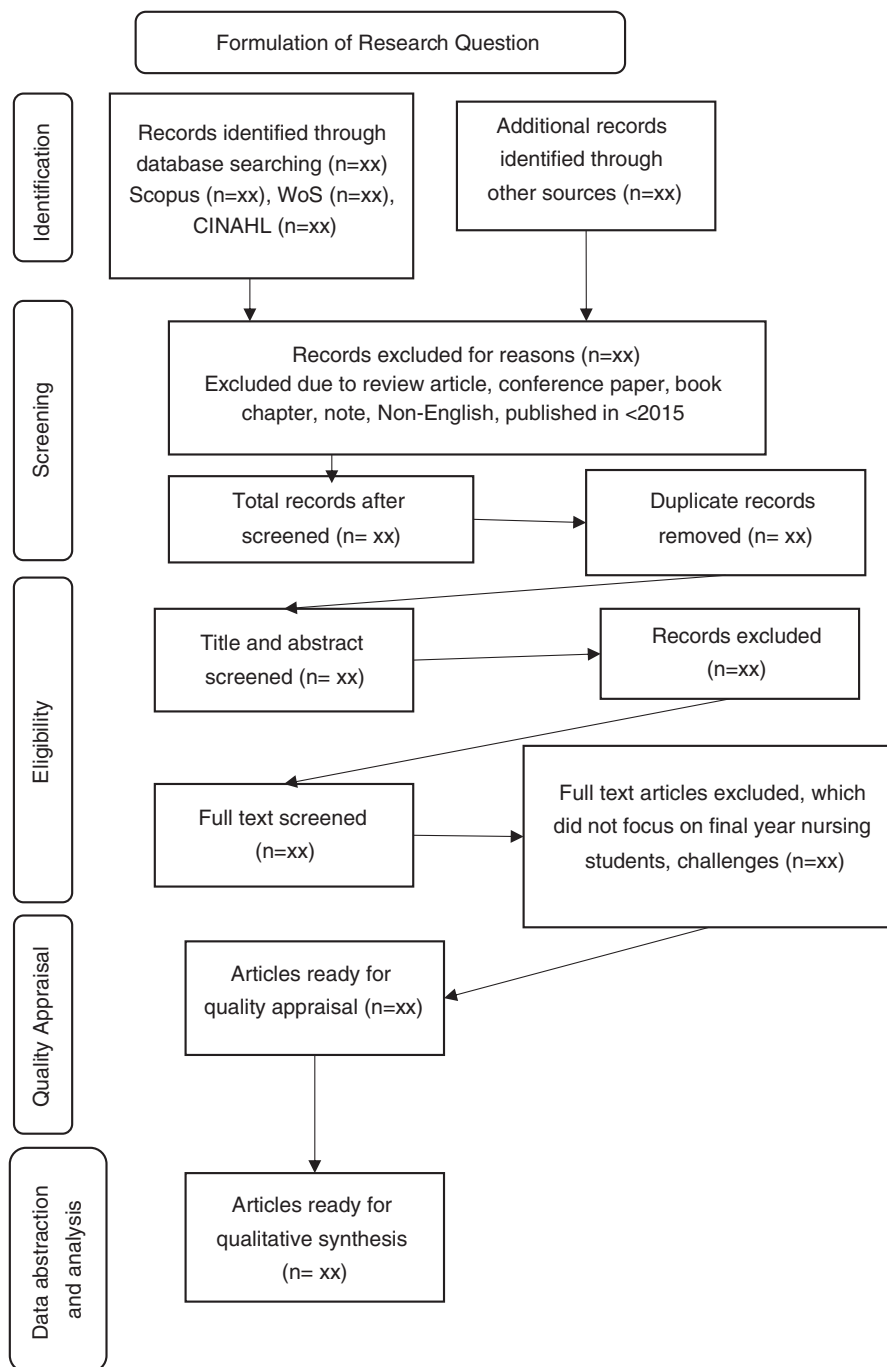 Formulation of Research Question
Identification
Records identified through
database searching (n=xx)
Scopus (n=xx), WoS (n=xx),
CINAHL (n=xx)
Additional records
identified through
other sources (n=xx)
Screening
Records excluded for reasons (n=xx)
Excluded due to review article, conference paper, book
chapter, note, Non-English, published in <2015
Total records after
screened (n= xx)
Duplicate records
removed (n= xx)
Eligibility
Title and abstract
screened (n= xx)
Records excluded
(n=xx)
Full text screened
(n=xx)
Full text articles excluded, which
did not focus on final year nursing
students, challenges (n=xx)
Quality Appraisal
Articles ready for
quality appraisal (n=xx)
Data abstraction
and analysis
Articles ready for
qualitative synthesis
(n= xx)